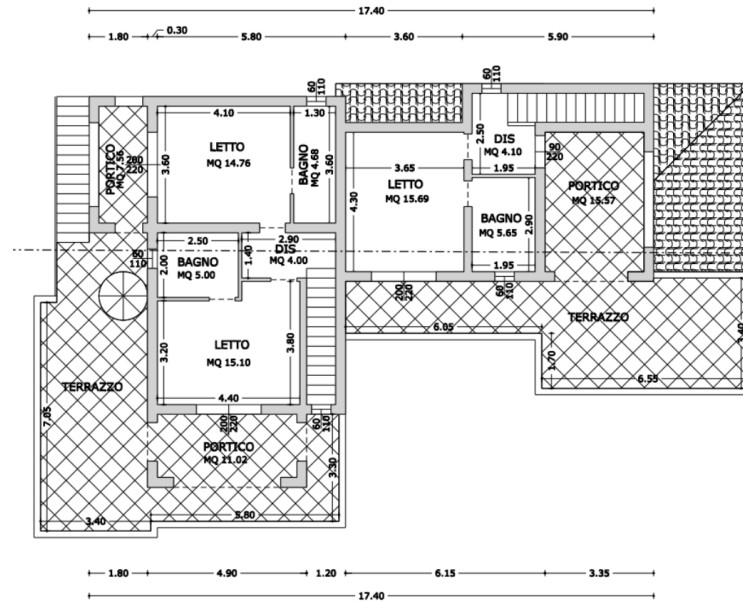 17.40
1.80
0.30
5.80
3.60
5.90
60
110
60
110
4.10
1.30
LETTO
MQ 14.76
3.60
BAGNO
MQ 4.68
3.60
PORTICO
MQ 7.56
200
220
2.50
DIS
MQ 4.10
1.95
90
220
3.65
LETTO
MQ 15.69
4.30
PORTICO
MQ 15.57
BAGNO
MQ 5.65
2.90
1.95
60
110
2.50
BAGNO
MQ 5.00
2.00
60
110
2.90
DIS
MQ 4.00
1.40
200
220
60
110
TERRAZZO
6.05
1.70
6.55
3.40
LETTO
MQ 15.10
3.20
3.80
4.40
TERRAZZO
7.05
200
220
60
110
PORTICO
MQ 11.02
3.30
3.40
5.80
1.80
4.90
1.20
6.15
3.35
17.40